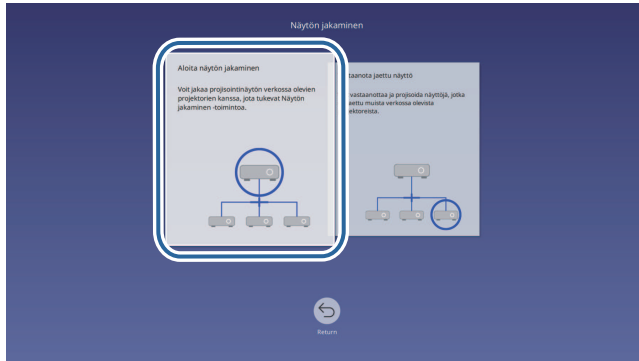 Näytön jakaminen
Aloita näytön jakaminen
Voit jakaa projisointinäytön verkossa olevien
projektorien kanssa, jota tukevat Näytön
jakaminen -toimintoa.
taanota jaettu näyttö
vastaanottaa ja projisoida näyttöjä, jotka
aettu muista verkossa olevista
ektoreista.
Return